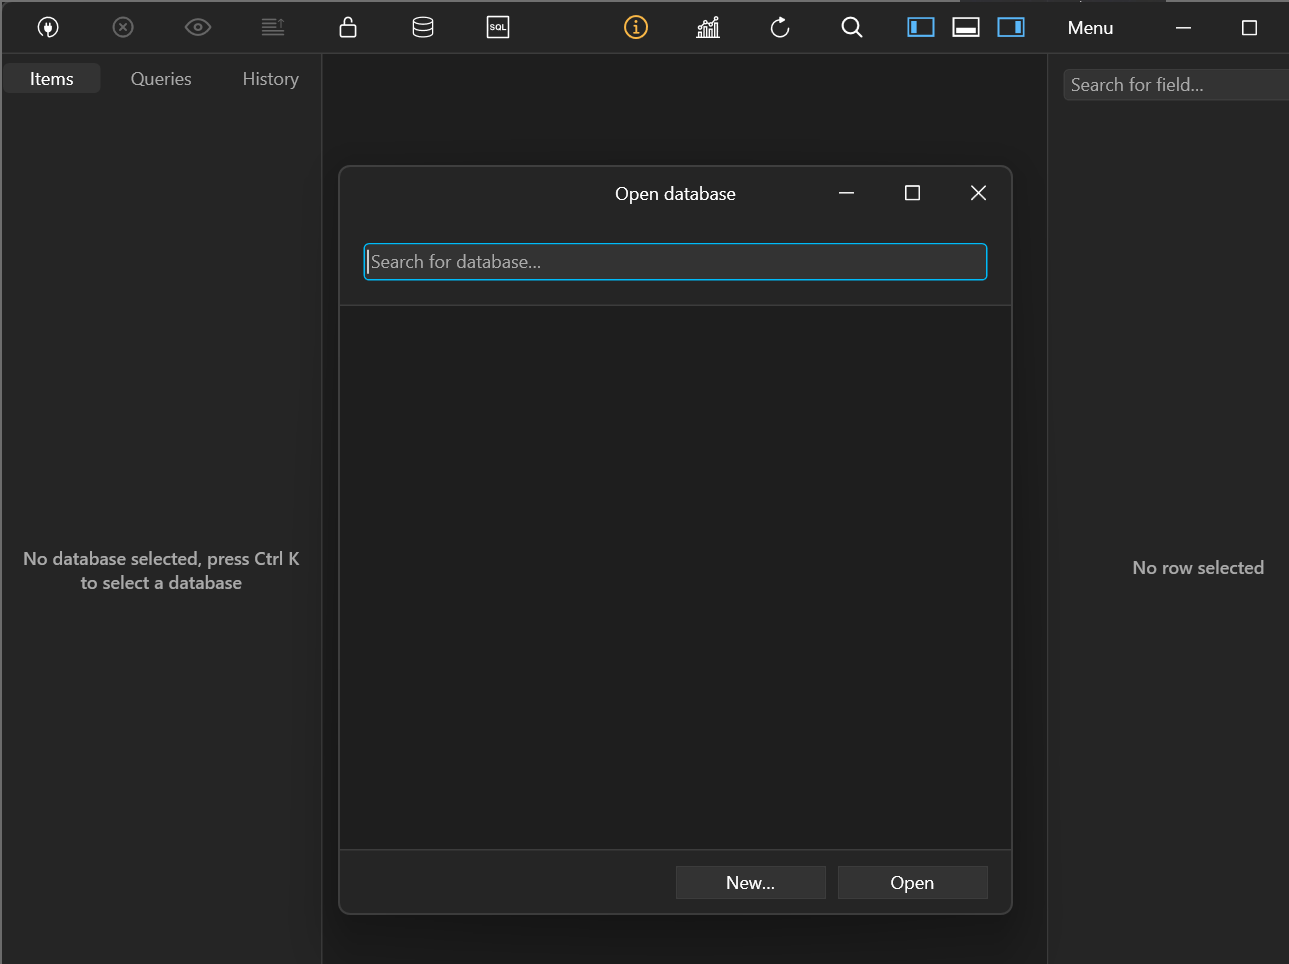 SQL
Menu
Items
Queries
History
Search for field...
Open database
Search for database...
No database selected, press Ctrl K
to select a database
No row selected
New...
Open